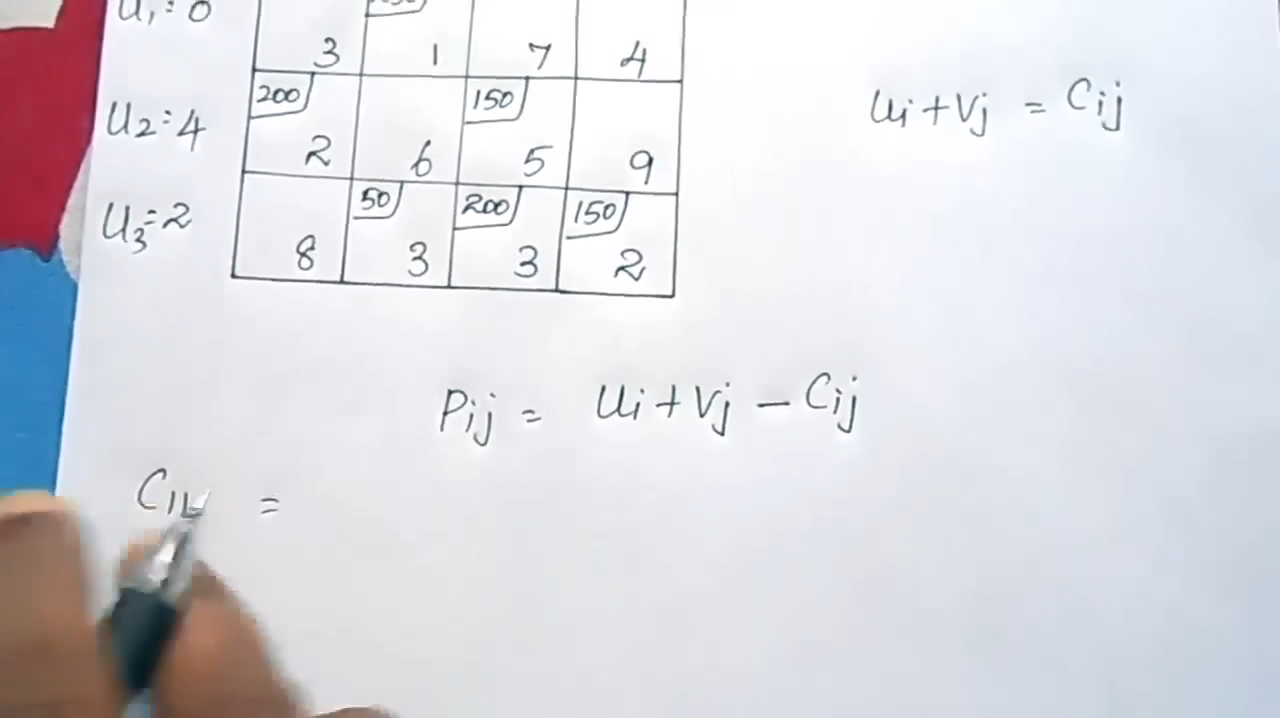 U₁=0
3 1 7 4
200 150
U₂=4
2 6 5 9
50 200 150
U₃=2
8 3 3 2
ui+vj = Cij
Pij = ui+vj − Cij
C11 =